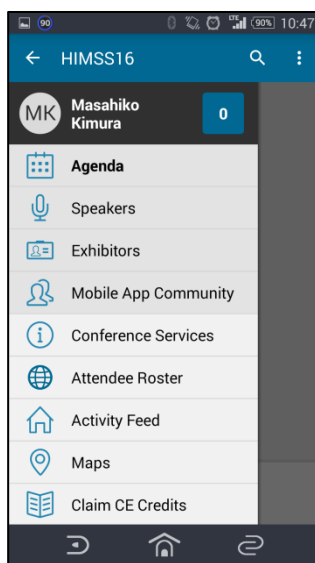 90
LTE
90%
10:47
HIMSS16
MK
Masahiko
Kimura
0
Agenda
Speakers
Exhibitors
Mobile App Community
Conference Services
Attendee Roster
Activity Feed
Maps
Claim CE Credits